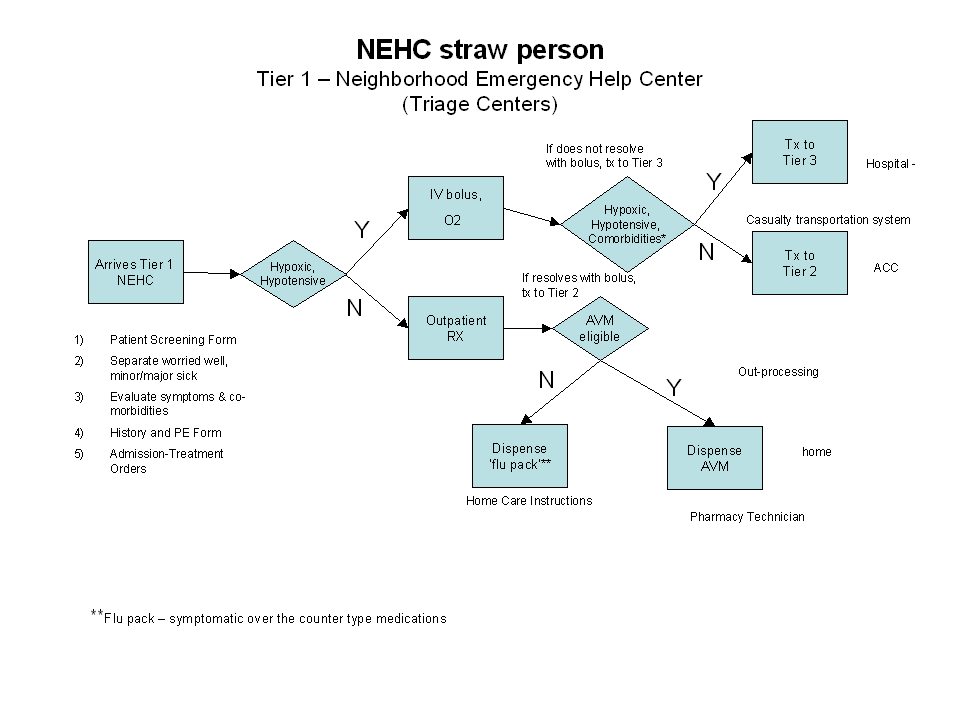 NEHC straw person
Tier 1 – Neighborhood Emergency Help Center
(Triage Centers)
If does not resolve
with bolus, tx to Tier 3
Tx to
Tier 3
Hospital -
Y
IV bolus,
O2
Hypoxic,
Hypotensive,
Comorbidities*
Casualty transportation system
Y
N
Arrives Tier 1
NEHC
Hypoxic,
Hypotensive
Tx to
Tier 2
ACC
If resolves with bolus,
tx to Tier 2
N
Outpatient
RX
AVM
eligible
1) Patient Screening Form
2) Separate worried well,
minor/major sick
3) Evaluate symptoms & co-
morbidities
4) History and PE Form
5) Admission-Treatment
Orders
N
Y
Out-processing
Dispense
'flu pack'**
Dispense
AVM
home
Home Care Instructions
Pharmacy Technician
**Flu pack – symptomatic over the counter type medications